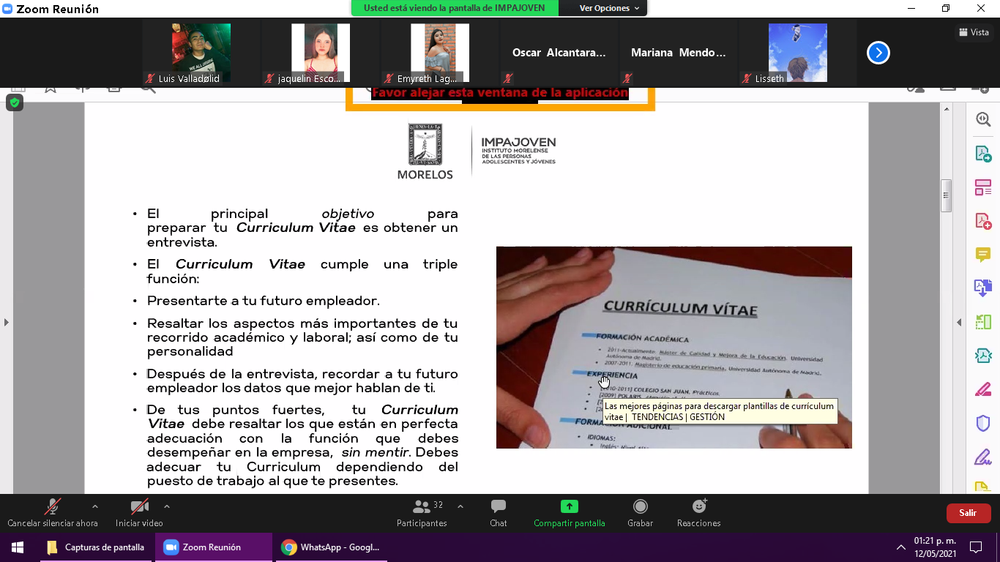 Zoom Reunión
Usted está viendo la pantalla de IMPAJOVEN
Ver Opciones
Vista
Oscar Alcantara...
Mariana Mendo...
Luis Valladølid
jaquelin Esco...
Emyreth Lag...
Lisseth
Favor alejar esta ventana de la aplicación
MORELOS
IMPAJOVEN
INSTITUTO MORELENSE
DE LAS PERSONAS
ADOLESCENTES Y JÓVENES
• El principal objetivo para
preparar tu Curriculum Vitae es obtener un
entrevista.
• El Curriculum Vitae cumple una triple
función:
• Presentarte a tu futuro empleador.
• Resaltar los aspectos más importantes de tu
recorrido académico y laboral; así como de tu
personalidad
• Después de la entrevista, recordar a tu futuro
empleador los datos que mejor hablan de ti.
• De tus puntos fuertes, tu Curriculum
Vitae debe resaltar los que están en perfecta
adecuación con la función que debes
desempeñar en la empresa, sin mentir. Debes
adecuar tu Curriculum dependiendo del
puesto de trabajo al que te presentes.
CURRÍCULUM VÍTAE
FORMACIÓN ACADÉMICA
• 2011-Actualmente. Máster de Calidad y Mejora de la Educación. Universidad
Autónoma de Madrid.
• 2007-2011. Magisterio de educación primaria. Universidad Autónoma de Madrid.
EXPERIENCIA
[2010-2011] COLEGIO SAN JUAN. Prácticos.
[2009] POLARIS.
Las mejores páginas para descargar plantillas de currículum
vitae | TENDENCIAS | GESTIÓN
FORMACIÓN ADICIONAL
• IDIOMAS:
Cancelar silenciar ahora
Iniciar video
32
Participantes
Chat
Compartir pantalla
Grabar
Reacciones
Salir
Capturas de pantalla
Zoom Reunión
WhatsApp - Googl...
01:21 p. m.
12/05/2021